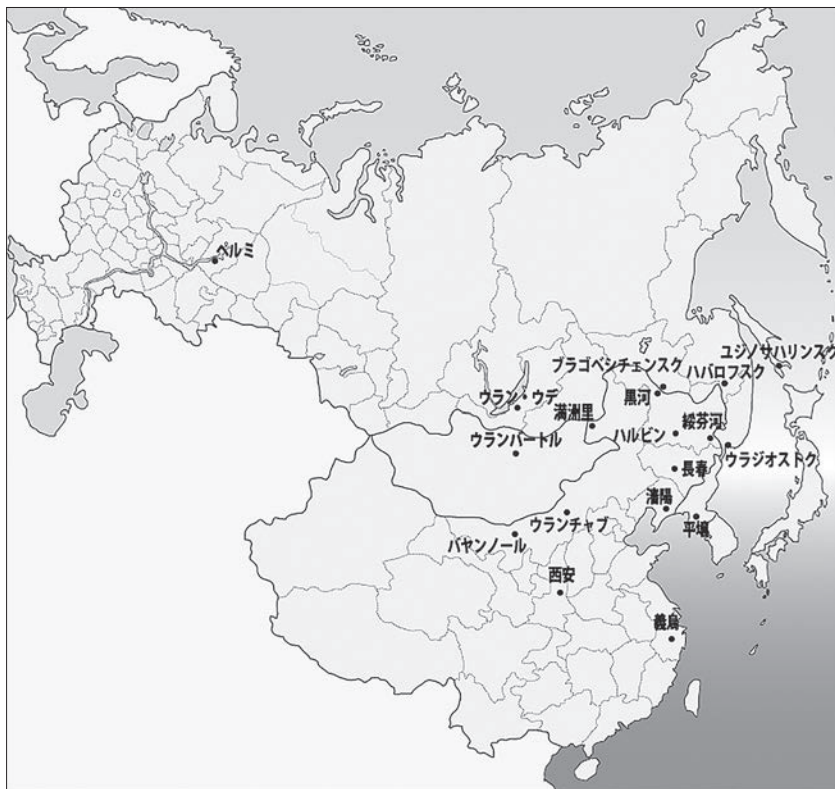 ペルミ
ユジノサハリンスク
ブラゴベシチェンスク
ハバロフスク
ウラン・ウデ
黒河
満洲里
綏芬河
ハルビン
ウランバートル
ウラジオストク
長春
瀋陽
ウランチャブ
平壌
バヤンノール
西安
義烏